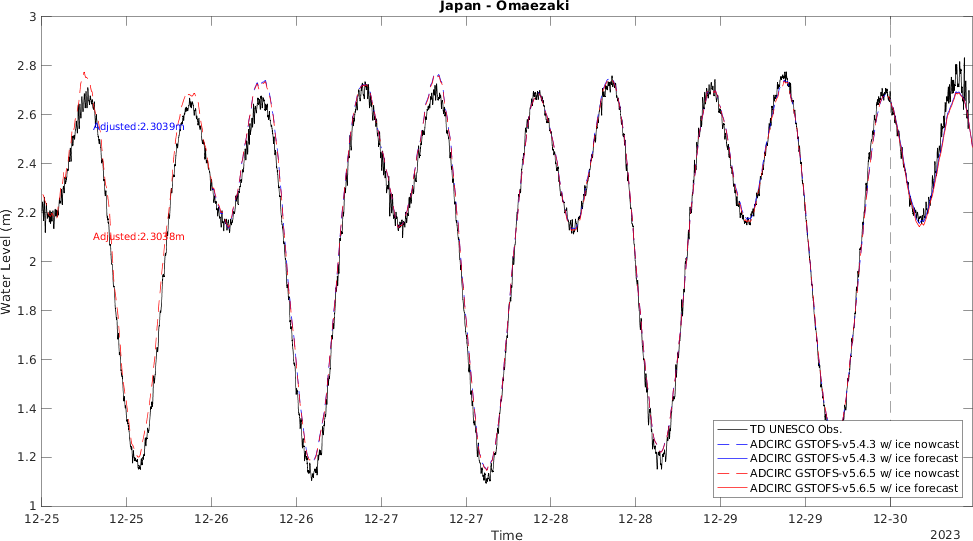 Japan - Omaezaki
3
2.8
2.6
2.4
2.2
2
1.8
1.6
1.4
1.2
1
Water Level (m)
Adjusted:2.3039m
Adjusted:2.3038m
TD UNESCO Obs.
ADCIRC GSTOFS-v5.4.3 w/ ice nowcast
ADCIRC GSTOFS-v5.4.3 w/ ice forecast
ADCIRC GSTOFS-v5.6.5 w/ ice nowcast
ADCIRC GSTOFS-v5.6.5 w/ ice forecast
12-25 12-25 12-26 12-26 12-27 12-27 12-28 12-28 12-29 12-29 12-30
Time
2023